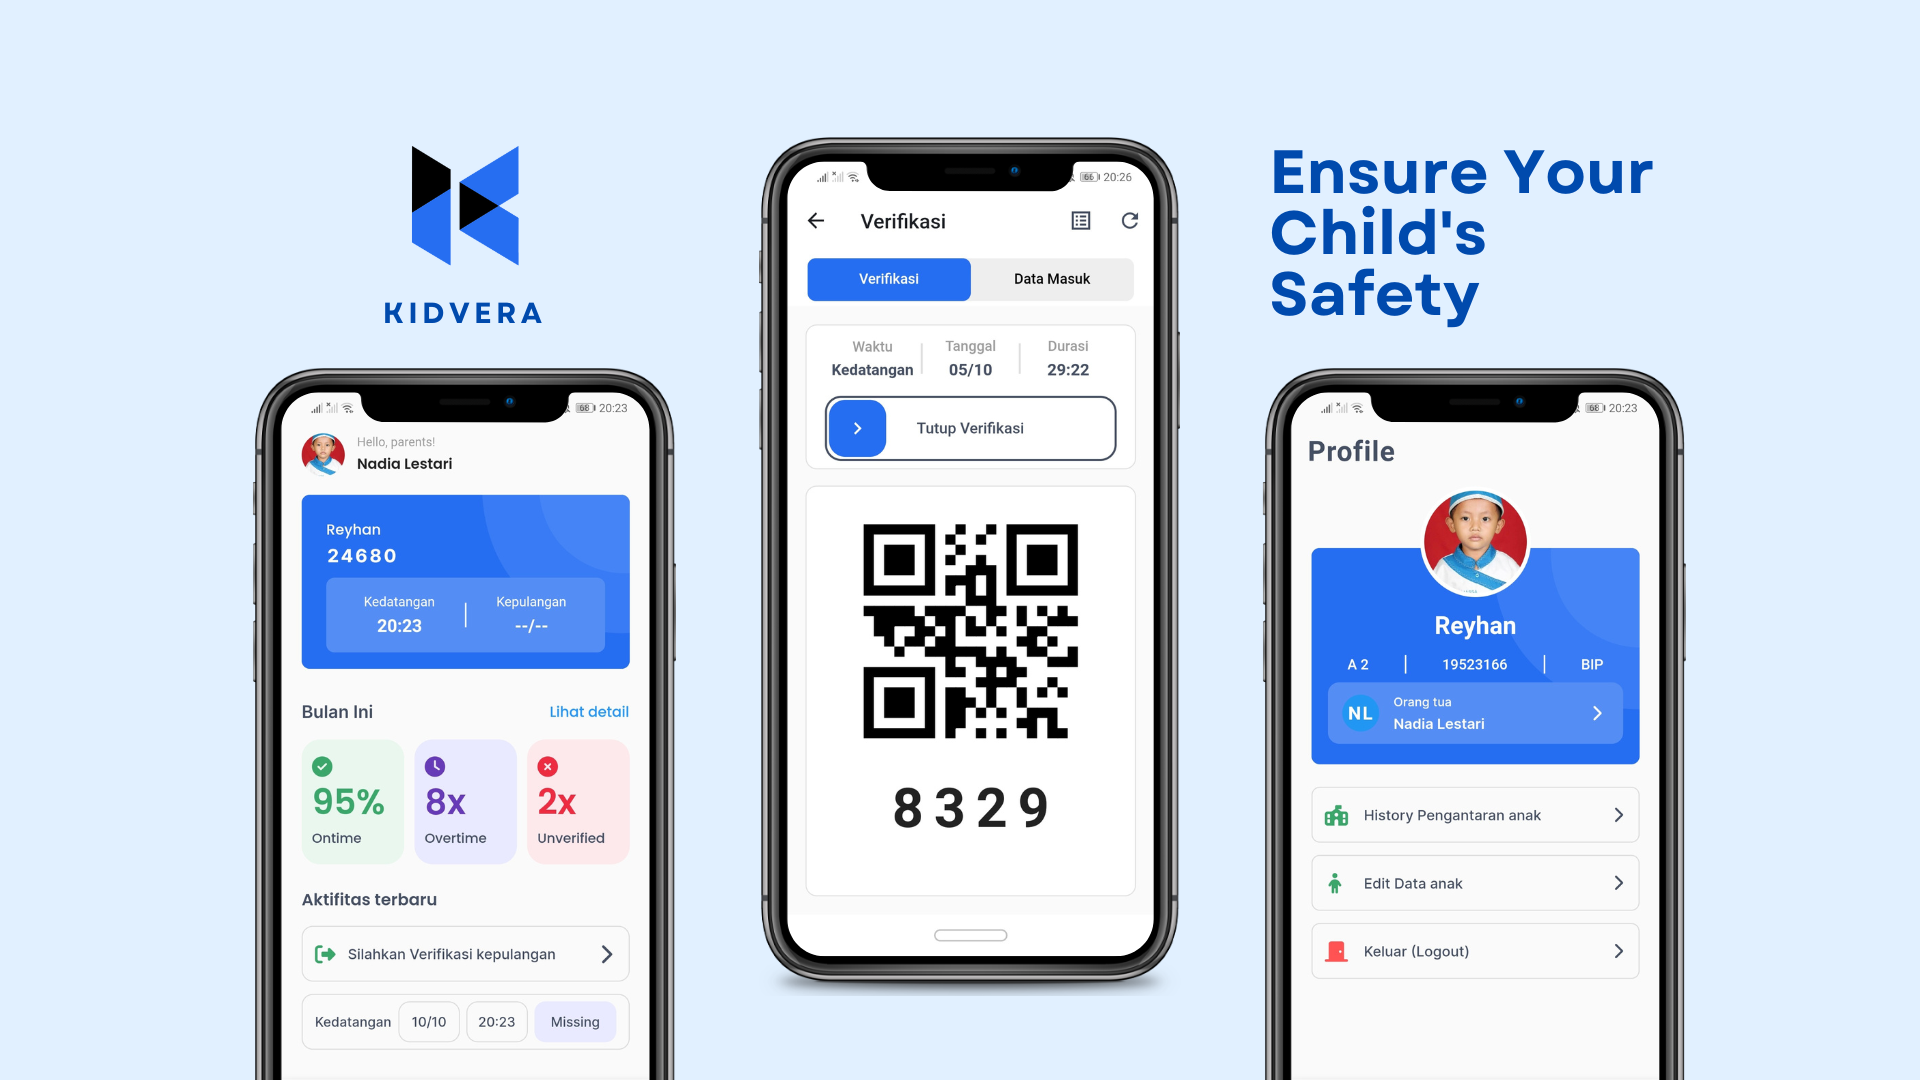 KIDVERA
20:23
Hello, parents!
Nadia Lestari
Reyhan
24680
Kedatangan
Kepulangan
20:23
--/--
Bulan Ini
Lihat detail
95%
8x
2x
Ontime
Overtime
Unverified
Aktifitas terbaru
Silahkan Verifikasi kepulangan
Kedatangan 10/10 20:23 Missing
66 20:26
Verifikasi
Verifikasi
Data Masuk
Waktu
Tanggal
Durasi
Kedatangan
05/10
29:22
Tutup Verifikasi
8329
Ensure Your
Child's
Safety
20:23
Profile
Reyhan
A 2
19523166
BIP
NL
Orang tua
Nadia Lestari
History Pengantaran anak
Edit Data anak
Keluar (Logout)